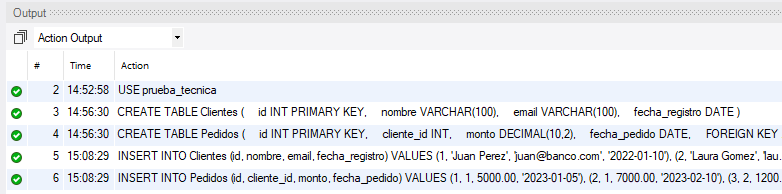 Output
Action Output
# Time Action
2 14:52:58 USE prueba_tecnica
3 14:56:30 CREATE TABLE Clientes ( id INT PRIMARY KEY, nombre VARCHAR(100), email VARCHAR(100), fecha_registro DATE )
4 14:56:30 CREATE TABLE Pedidos ( id INT PRIMARY KEY, cliente_id INT, monto DECIMAL(10,2), fecha_pedido DATE, FOREIGN KEY
5 15:08:29 INSERT INTO Clientes (id, nombre, email, fecha_registro) VALUES (1, 'Juan Perez', 'juan@banco.com', '2022-01-10'), (2, 'Laura Gomez', 'lau.
6 15:08:29 INSERT INTO Pedidos (id, cliente_id, monto, fecha_pedido) VALUES (1, 1, 5000.00, '2023-01-05'), (2, 1, 7000.00, '2023-02-10'), (3, 2, 1200.